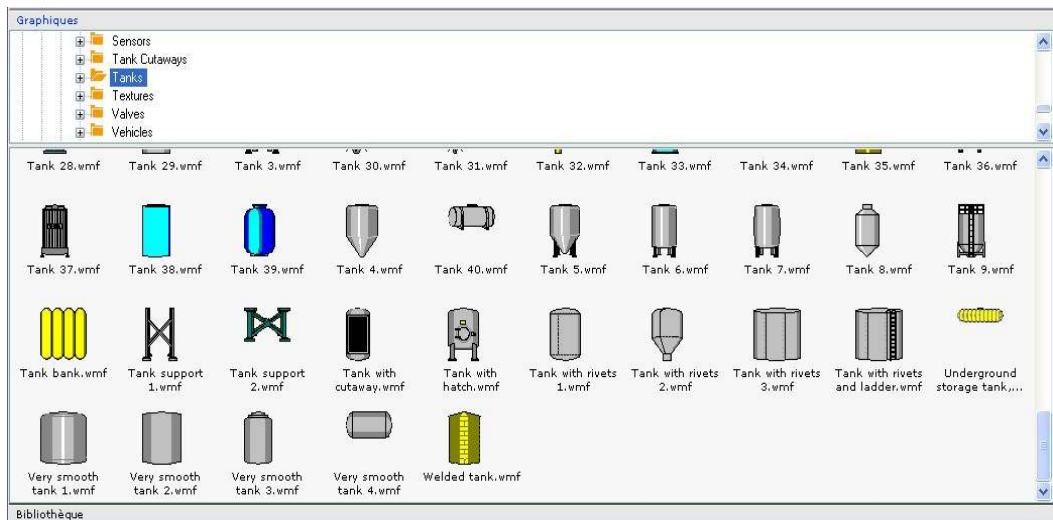 Graphiques
Sensors
Tank Cutaways
Tanks
Textures
Valves
Vehicles
Tank 28.wmf Tank 29.wmf Tank 3.wmf Tank 30.wmf Tank 31.wmf Tank 32.wmf Tank 33.wmf Tank 34.wmf Tank 35.wmf Tank 36.wmf
Tank 37.wmf Tank 38.wmf Tank 39.wmf Tank 4.wmf Tank 40.wmf Tank 5.wmf Tank 6.wmf Tank 7.wmf Tank 8.wmf Tank 9.wmf
Tank bank.wmf Tank support Tank support Tank with Tank with Tank with rivets Tank with rivets Tank with rivets Tank with rivets Underground
1.wmf 2.wmf cutaway.wmf hatch.wmf 1.wmf 2.wmf 3.wmf and ladder.wmf storage tank,...
Very smooth Very smooth Very smooth Very smooth Welded tank.wmf
tank 1.wmf tank 2.wmf tank 3.wmf tank 4.wmf
Bibliothèque